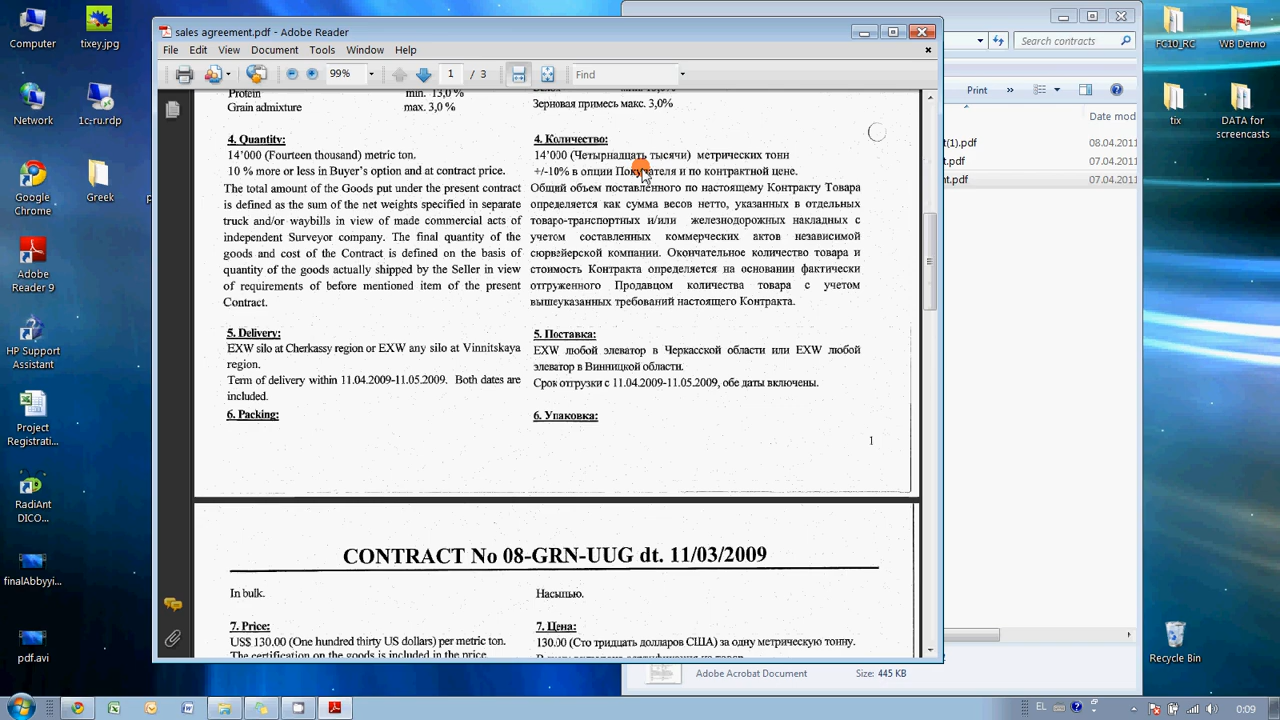 Computer
tixey.jpg
Network
1c-ru.rdp
Google Chrome
Greek
Adobe Reader 9
HP Support Assistant
Project Registrati...
RadiAnt DICO...
finalAbbyyi...
pdf.avi
sales agreement.pdf - Adobe Reader
File Edit View Document Tools Window Help
99% 1 / 3 Find
Protein min. 13,0 %
Grain admixture max. 3,0 %
4. Quantity:
14'000 (Fourteen thousand) metric ton.
10 % more or less in Buyer's option and at contract price.
The total amount of the Goods put under the present contract
is defined as the sum of the net weights specified in separate
truck and/or waybills in view of made commercial acts of
independent Surveyor company. The final quantity of the
goods and cost of the Contract is defined on the basis of
quantity of the goods actually shipped by the Seller in view
of requirements of before mentioned item of the present
Contract.
5. Delivery:
EXW silo at Cherkassy region or EXW any silo at Vinnitskaya
region.
Term of delivery within 11.04.2009-11.05.2009. Both dates are
included.
6. Packing:
Зерновая примесь макс. 3,0%
4. Количество:
14'000 (Четырнадцать тысячи) метрических тонн
+/-10% в опции Покупателя и по контрактной цене.
Общий объем поставленного по настоящему Контракту Товара
определяется как сумма весов нетто, указанных в отдельных
товаро-транспортных и/или железнодорожных накладных с
учетом составленных коммерческих актов независимой
сюрвейерской компании. Окончательное количество товара и
стоимость Контракта определяется на основании фактически
отгруженного Продавцом количества товара с учетом
вышеуказанных требований настоящего Контракта.
5. Поставка:
EXW любой элеватор в Черкасской области или EXW любой
элеватор в Винницкой области.
Срок отгрузки с 11.04.2009-11.05.2009, обе даты включены.
6. Упаковка:
1
CONTRACT No 08-GRN-UUG dt. 11/03/2009
In bulk.
Насыпью.
7. Price:
US$ 130.00 (One hundred thirty US dollars) per metric ton.
The certification on the goods is included in the price.
7. Цена:
130.00 (Сто тридцать долларов США) за одну метрическую тонну.
Search contracts
Print »
Date mod
t(1).pdf 08.04.2011
t.pdf 07.04.2011
t.pdf 07.04.2011
Adobe Acrobat Document Size: 445 KB
FG10_RC
WB Demo
tix
DATA for screencasts
Recycle Bin
EL 0:09